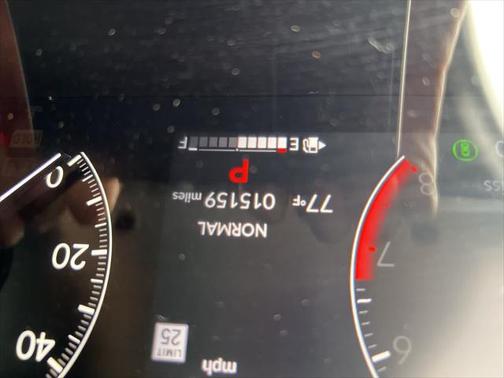 mph
LIMIT
25
40
20
0
6
7
8
NORMAL
77°F 015159 miles
P
E F